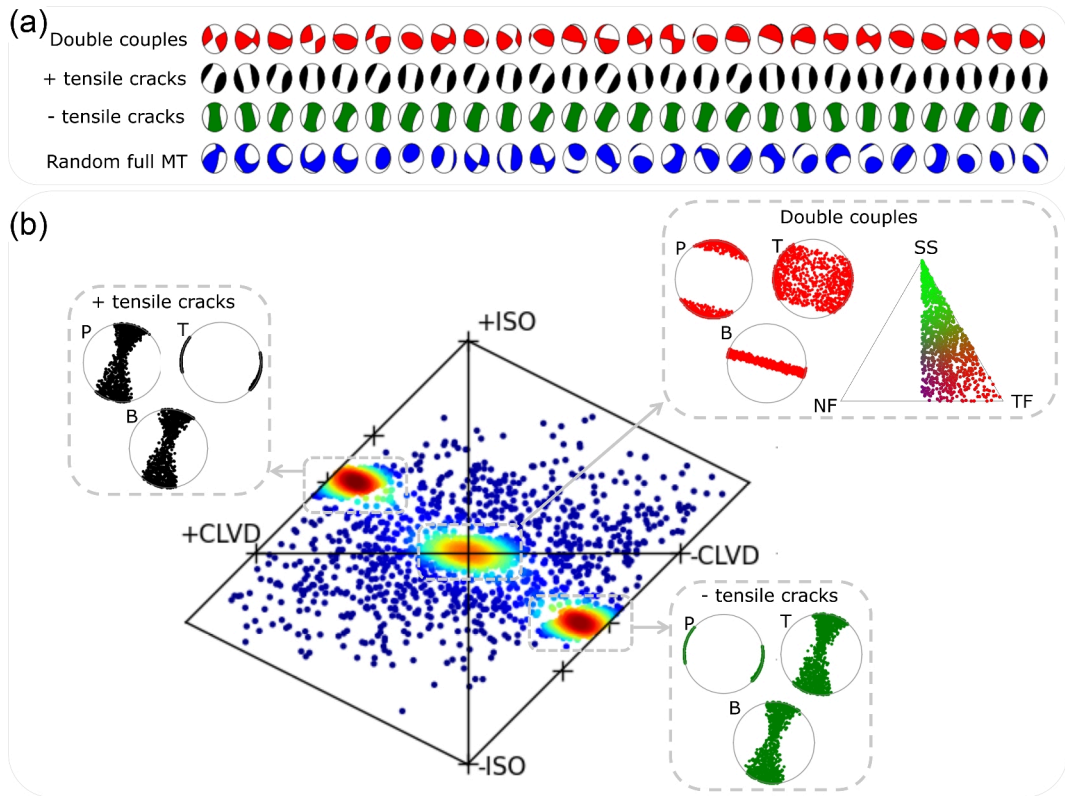 (a)
Double couples
+ tensile cracks
- tensile cracks
Random full MT
(b)
Double couples
P
T
SS
B
NF
TF
+ tensile cracks
P
T
B
+ISO
+CLVD
-CLVD
-ISO
- tensile cracks
P
T
B